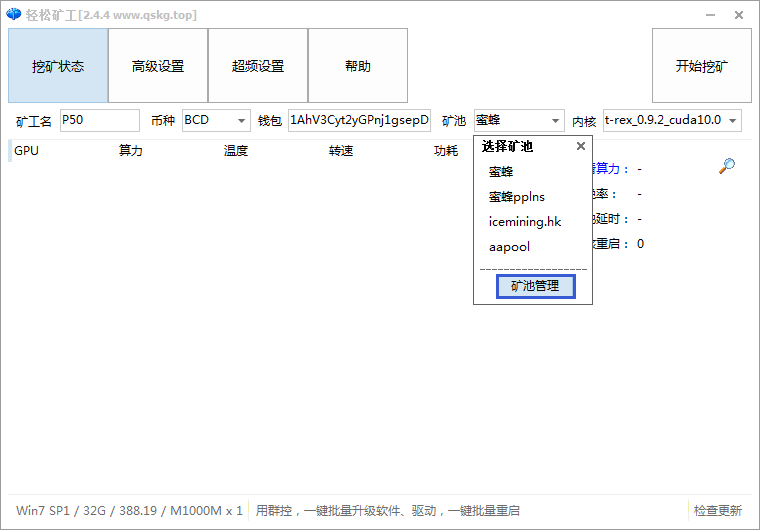 轻松矿工[2.4.4 www.qskg.top]
挖矿状态 高级设置 超频设置 帮助 开始挖矿
矿工名 P50 币种 BCD 钱包 1AhV3Cyt2yGPnj1gsepD 矿池 蜜蜂 内核 t-rex_0.9.2_cuda10.0
GPU 算力 温度 转速 功耗
选择矿池
蜜蜂
蜜蜂pplns
icemining.hk
aapool
矿池管理
算力： -
率： -
延时： -
重启： 0
Win7 SP1 / 32G / 388.19 / M1000M x 1 用群控，一键批量升级软件、驱动，一键批量重启 检查更新